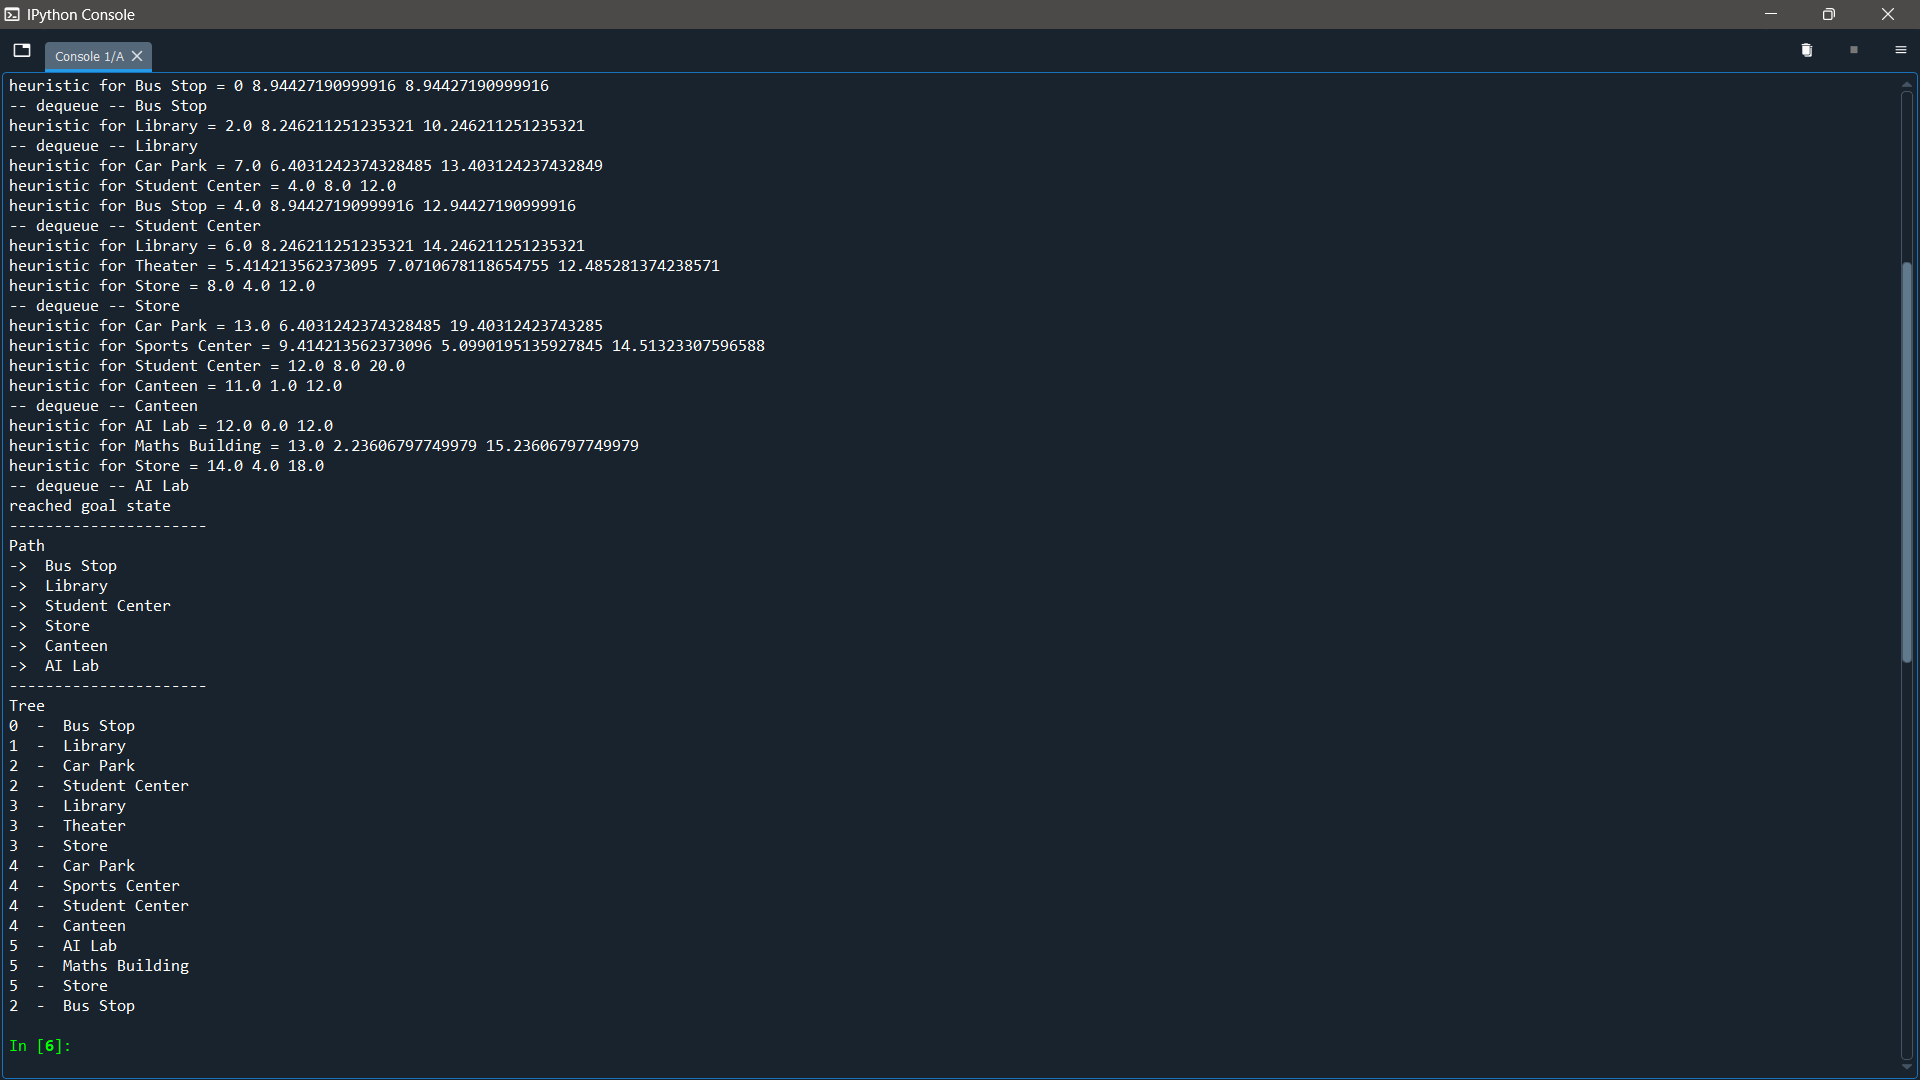 IPython Console
Console 1/A
heuristic for Bus Stop = 0 8.94427190999916 8.94427190999916
-- dequeue -- Bus Stop
heuristic for Library = 2.0 8.246211251235321 10.246211251235321
-- dequeue -- Library
heuristic for Car Park = 7.0 6.4031242374328485 13.403124237432849
heuristic for Student Center = 4.0 8.0 12.0
heuristic for Bus Stop = 4.0 8.94427190999916 12.94427190999916
-- dequeue -- Student Center
heuristic for Library = 6.0 8.246211251235321 14.246211251235321
heuristic for Theater = 5.414213562373095 7.0710678118654755 12.485281374238571
heuristic for Store = 8.0 4.0 12.0
-- dequeue -- Store
heuristic for Car Park = 13.0 6.4031242374328485 19.40312423743285
heuristic for Sports Center = 9.414213562373096 5.0990195135927845 14.51323307596588
heuristic for Student Center = 12.0 8.0 20.0
heuristic for Canteen = 11.0 1.0 12.0
-- dequeue -- Canteen
heuristic for AI Lab = 12.0 0.0 12.0
heuristic for Maths Building = 13.0 2.23606797749979 15.23606797749979
heuristic for Store = 14.0 4.0 18.0
-- dequeue -- AI Lab
reached goal state
----------------------
Path
->  Bus Stop
->  Library
->  Student Center
->  Store
->  Canteen
->  AI Lab
----------------------
Tree
0  -  Bus Stop
1  -  Library
2  -  Car Park
2  -  Student Center
3  -  Library
3  -  Theater
3  -  Store
4  -  Car Park
4  -  Sports Center
4  -  Student Center
4  -  Canteen
5  -  AI Lab
5  -  Maths Building
5  -  Store
2  -  Bus Stop
In [6]: